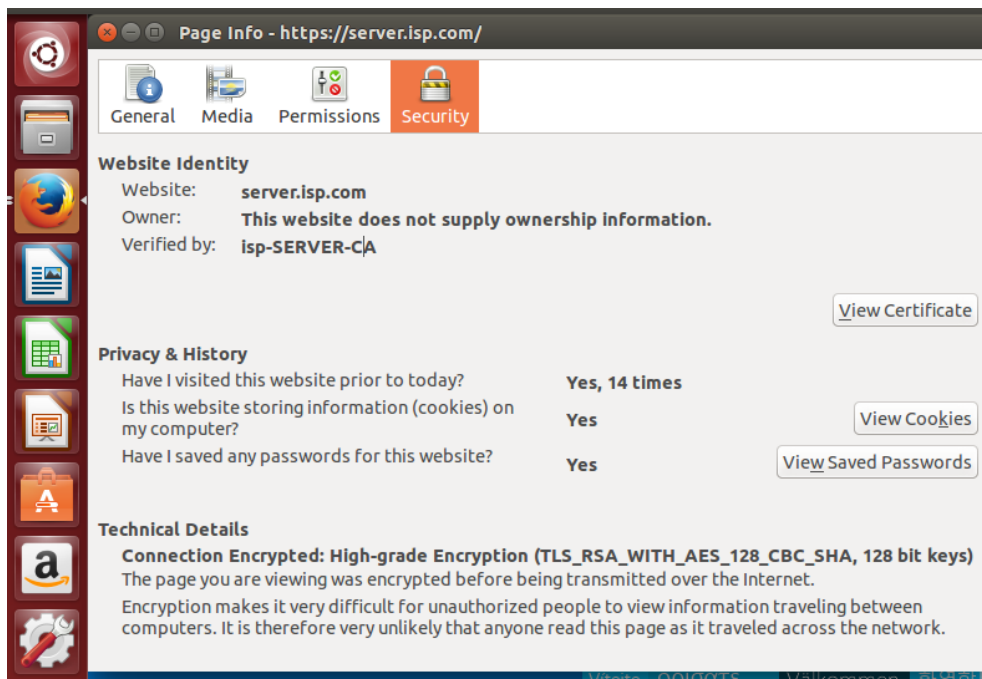 Page Info - https://server.isp.com/
General Media Permissions Security
Website Identity
Website: server.isp.com
Owner: This website does not supply ownership information.
Verified by: isp-SERVER-CA
View Certificate
Privacy & History
Have I visited this website prior to today? Yes, 14 times
Is this website storing information (cookies) on
my computer?
Yes
View Cookies
Have I saved any passwords for this website? Yes
View Saved Passwords
Technical Details
Connection Encrypted: High-grade Encryption (TLS_RSA_WITH_AES_128_CBC_SHA, 128 bit keys)
The page you are viewing was encrypted before being transmitted over the Internet.
Encryption makes it very difficult for unauthorized people to view information traveling between
computers. It is therefore very unlikely that anyone read this page as it traveled across the network.